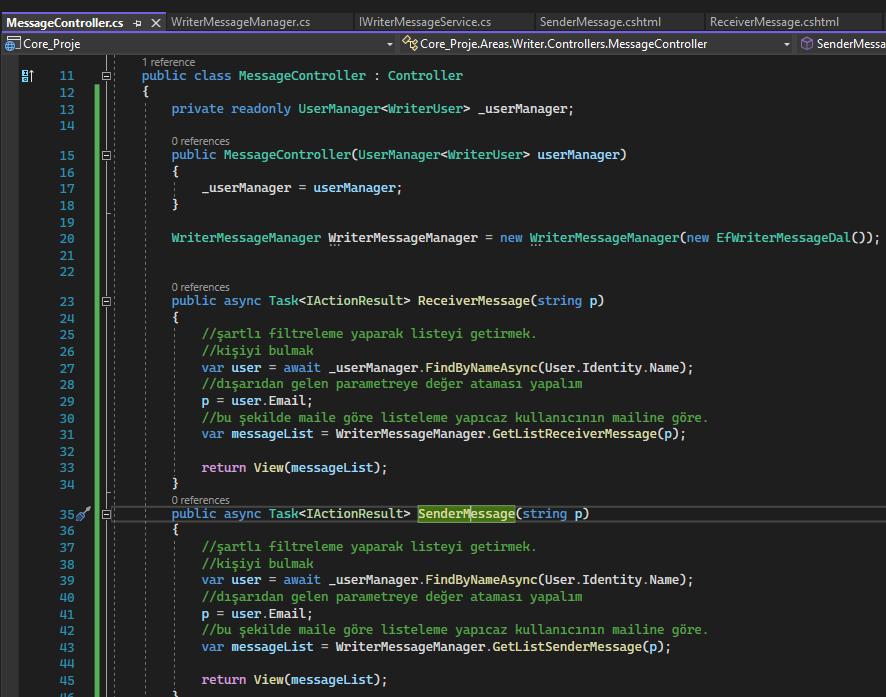 MessageController.cs WriterMessageManager.cs IWriterMessageService.cs SenderMessage.cshtml ReceiverMessage.cshtml
Core_Proje Core_Proje.Areas.Writer.Controllers.MessageController SenderMessa
1 reference
11 public class MessageController : Controller
12 {
13 private readonly UserManager<WriterUser> _userManager;
14
0 references
15 public MessageController(UserManager<WriterUser> userManager)
16 {
17 _userManager = userManager;
18 }
19
20 WriterMessageManager WriterMessageManager = new WriterMessageManager(new EfWriterMessageDal());
21
22
0 references
23 public async Task<IActionResult> ReceiverMessage(string p)
24 {
25 //şartlı filtreleme yaparak listeyi getirmek.
26 //kişiyi bulmak
27 var user = await _userManager.FindByNameAsync(User.Identity.Name);
28 //dışarıdan gelen parametreye değer ataması yapalım
29 p = user.Email;
30 //bu şekilde maile göre listeleme yapıcaz kullanıcının mailine göre.
31 var messageList = WriterMessageManager.GetListReceiverMessage(p);
32
33 return View(messageList);
34 }
0 references
35 public async Task<IActionResult> SenderMessage(string p)
36 {
37 //şartlı filtreleme yaparak listeyi getirmek.
38 //kişiyi bulmak
39 var user = await _userManager.FindByNameAsync(User.Identity.Name);
40 //dışarıdan gelen parametreye değer ataması yapalım
41 p = user.Email;
42 //bu şekilde maile göre listeleme yapıcaz kullanıcının mailine göre.
43 var messageList = WriterMessageManager.GetListSenderMessage(p);
44
45 return View(messageList);
46 }